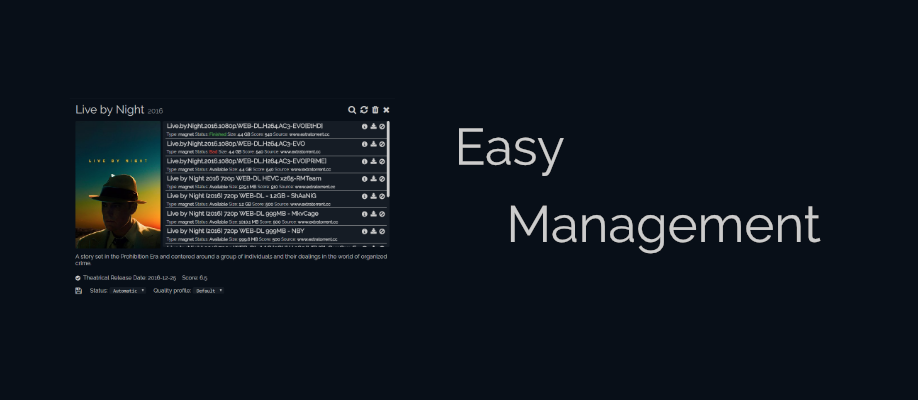 Live by Night 2016
LIVE BY NIGHT
Live.by.Night.2016.1080p.WEB-DL.H264.AC3-EVO[EtHD]
Type: magnet Status: Finished Size: 4.4 GB Score: 540 Source: www.extratorrent.cc
Live.by.Night.2016.1080p.WEB-DL.H264.AC3-EVO
Type: magnet Status: Bad Size: 4.4 GB Score: 540 Source: www.extratorrent.cc
Live.by.Night.2016.1080p.WEB-DL.H264.AC3-EVO[PRiME]
Type: magnet Status: Available Size: 4.4 GB Score: 540 Source: www.extratorrent.cc
Live by Night 2016 720p WEB-DL HEVC x265-RMTeam
Type: magnet Status: Available Size: Score: 510 Source: www.extratorrent.cc
Live by Night (2016) 720p WEB-DL - 1.2GB - ShAaNiG
Type: magnet Status: Available Size: 1.2 GB Score: 500 Source: www.extratorrent.cc
Live by Night (2016) 720p WEB-DL 999MB - MkvCage
Type: magnet Status: Available Size: Score: 500 Source: www.extratorrent.cc
Live by Night (2016) 720p WEB-DL 999MB - NBY
Type: magnet Status: Available Size: 999.8 MB Score: 500 Source: www.extratorrent.cc
A story set in the Prohibition Era and centered around a group of individuals and their dealings in the world of organized
crime.
Theatrical Release Date: 2016-12-25 Score: 6.5
Status: Automatic Quality profile: Default
Easy
Management